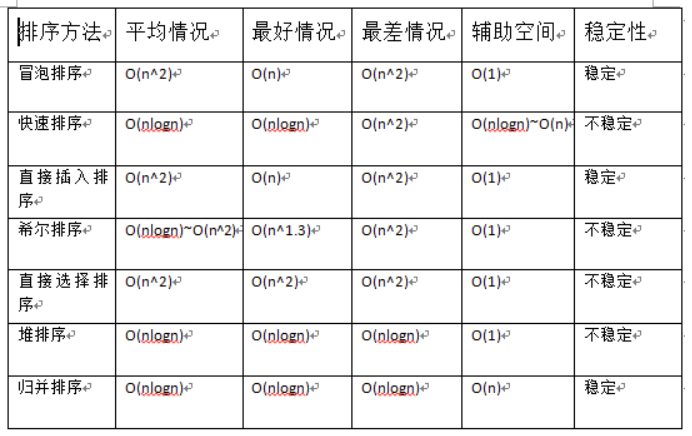 排序方法 平均情况 最好情况 最差情况 辅助空间 稳定性
冒泡排序 O(n^2) O(n) O(n^2) O(1) 稳定
快速排序 O(nlogn) O(nlogn) O(n^2) O(nlogn)~O(n) 不稳定
直接插入排 O(n^2) O(n) O(n^2) O(1) 稳定
序
希尔排序 O(nlogn)~O(n^2) O(n^1.3) O(n^2) O(1) 不稳定
直接选择排 O(n^2) O(n^2) O(n^2) O(1) 不稳定
序
堆排序 O(nlogn) O(nlogn) O(nlogn) O(1) 不稳定
归并排序 O(nlogn) O(nlogn) O(nlogn) O(n) 稳定